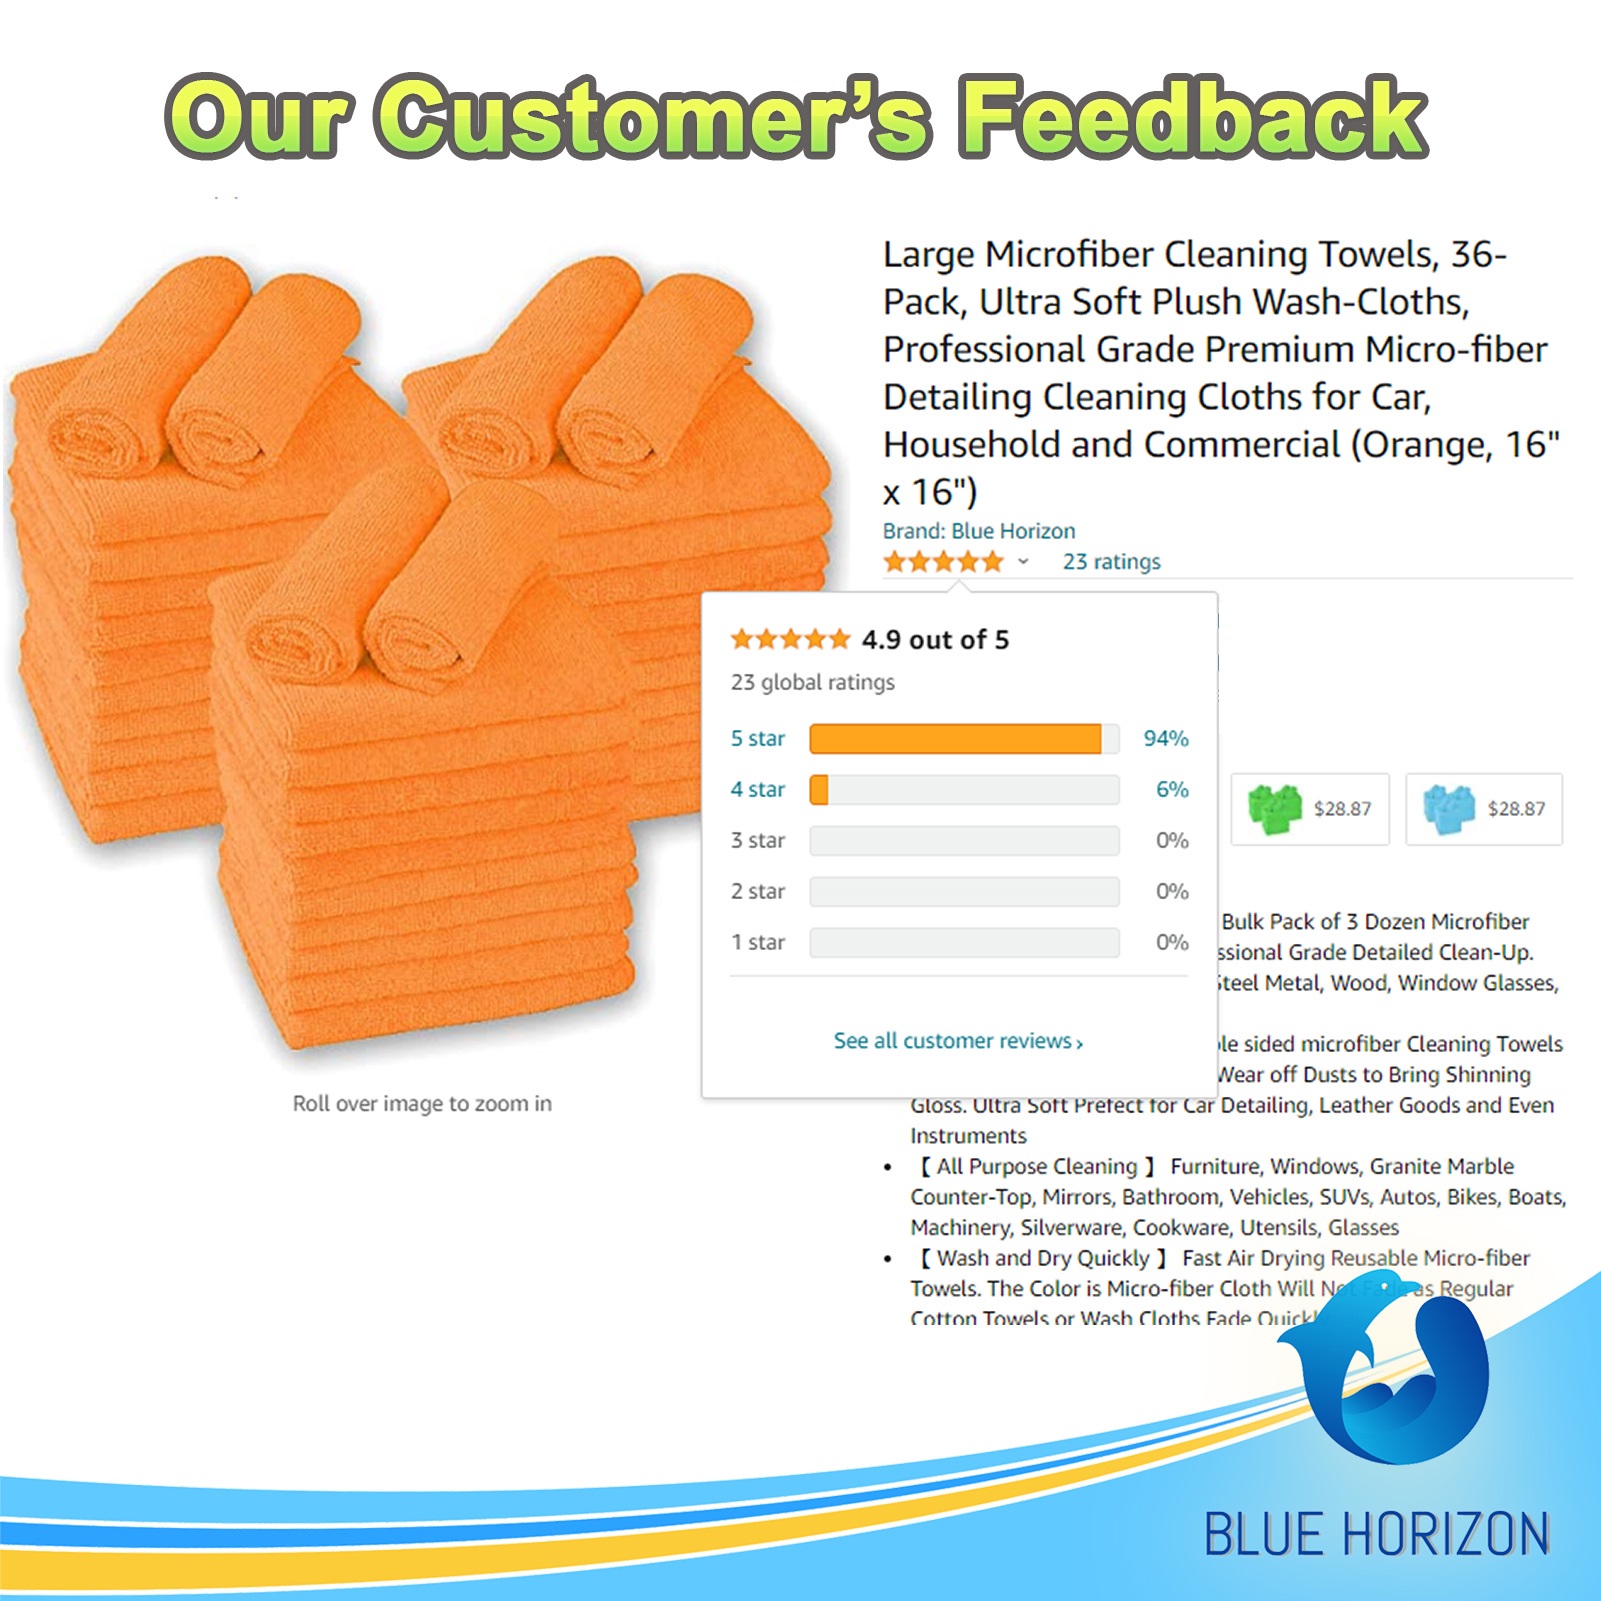 Our Customer’s Feedback
Large Microfiber Cleaning Towels, 36-
Pack, Ultra Soft Plush Wash-Cloths,
Professional Grade Premium Micro-fiber
Detailing Cleaning Cloths for Car,
Household and Commercial (Orange, 16"
x 16")
Brand: Blue Horizon
23 ratings
4.9 out of 5
23 global ratings
5 star 94%
4 star 6%
3 star 0%
2 star 0%
1 star 0%
See all customer reviews ›
$28.87 $28.87
Bulk Pack of 3 Dozen Microfiber
ssional Grade Detailed Clean-Up.
Steel Metal, Wood, Window Glasses,
le sided microfiber Cleaning Towels
Wear off Dusts to Bring Shinning
Gloss. Ultra Soft Prefect for Car Detailing, Leather Goods and Even
Instruments
• 【 All Purpose Cleaning 】 Furniture, Windows, Granite Marble
Counter-Top, Mirrors, Bathroom, Vehicles, SUVs, Autos, Bikes, Boats,
Machinery, Silverware, Cookware, Utensils, Glasses
• 【 Wash and Dry Quickly 】 Fast Air Drying Reusable Micro-fiber
Towels. The Color is Micro-fiber Cloth Will Not Fade as Regular
Cotton Towels or Wash Cloths Fade Quickl
Roll over image to zoom in
BLUE HORIZON